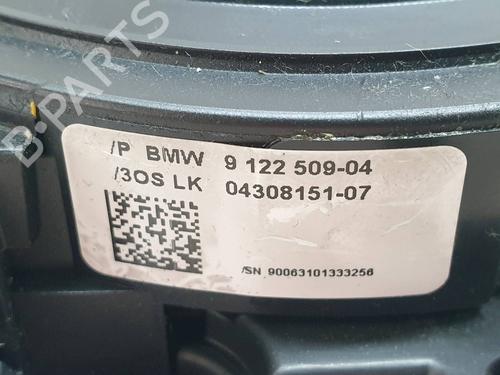 B-PARTS
/P BMW 9 122 509-04
/3OS LK 04308151-07
/SN 90063101333256